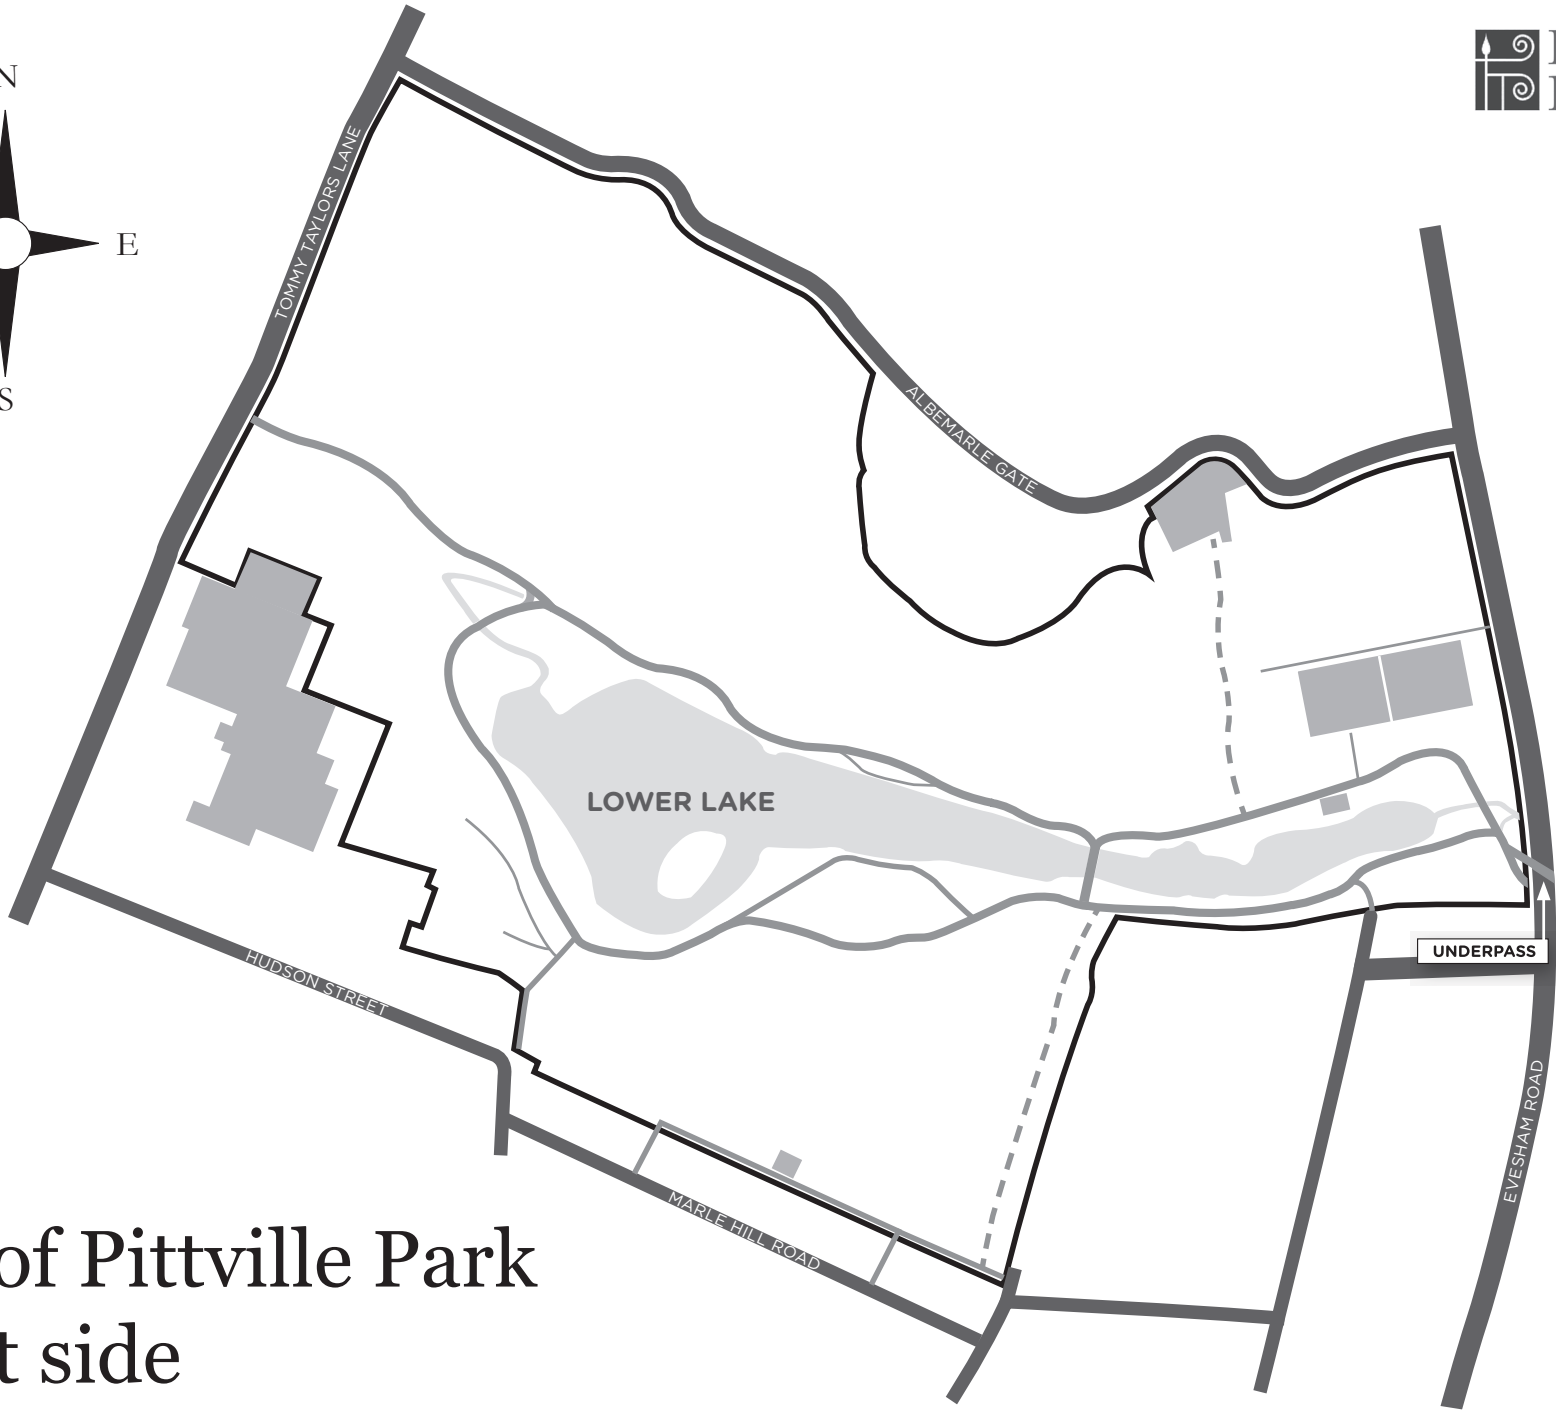 N
E
S
TOMMY TAYLORS LANE
ALBEMARLE GATE
LOWER LAKE
UNDERPASS
HUDSON STREET
MARLE HILL ROAD
EVESHAM ROAD
of Pittville Park
t side